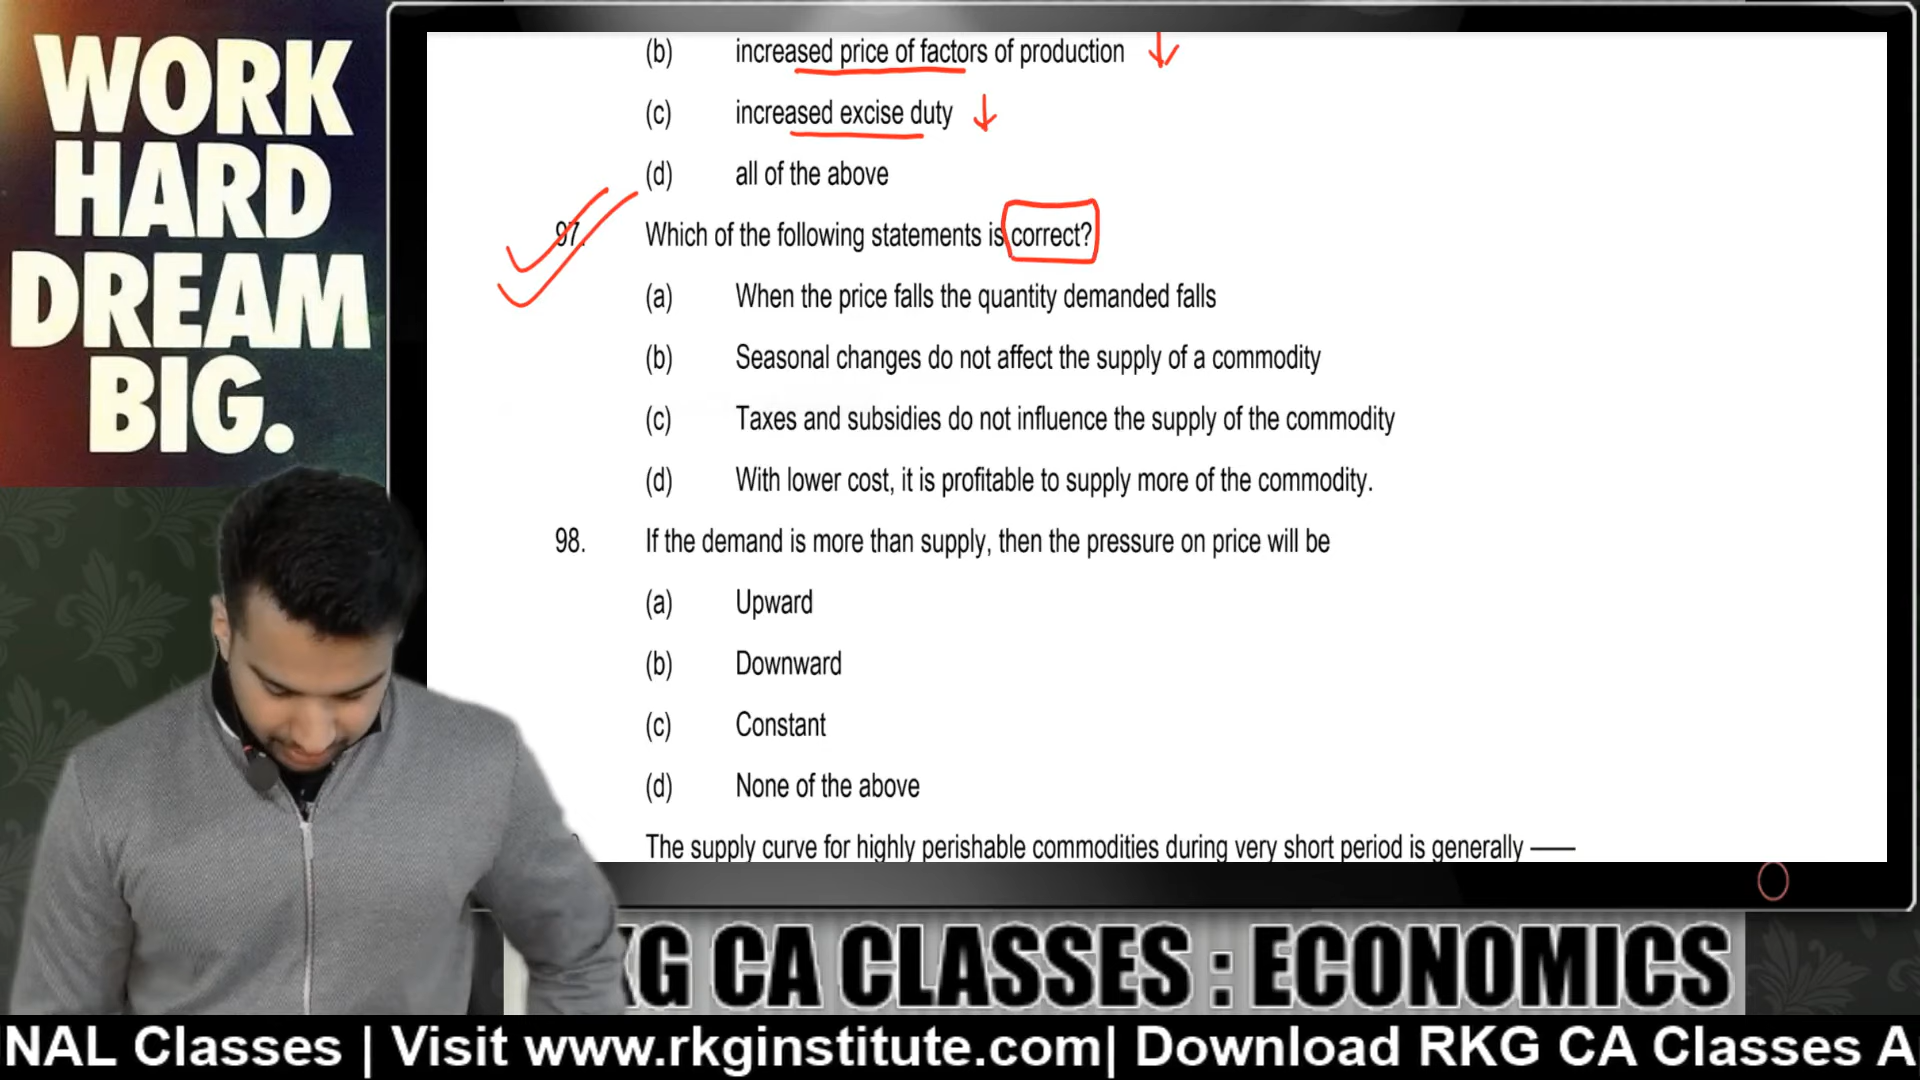 WORK
HARD
DREAM
BIG.
(b) increased price of factors of production
(c) increased excise duty
(d) all of the above
97. Which of the following statements is correct?
(a) When the price falls the quantity demanded falls
(b) Seasonal changes do not affect the supply of a commodity
(c) Taxes and subsidies do not influence the supply of the commodity
(d) With lower cost, it is profitable to supply more of the commodity.
98. If the demand is more than supply, then the pressure on price will be
(a) Upward
(b) Downward
(c) Constant
(d) None of the above
The supply curve for highly perishable commodities during very short period is generally ——
KG CA CLASSES : ECONOMICS
NAL Classes | Visit www.rkginstitute.com| Download RKG CA Classes A